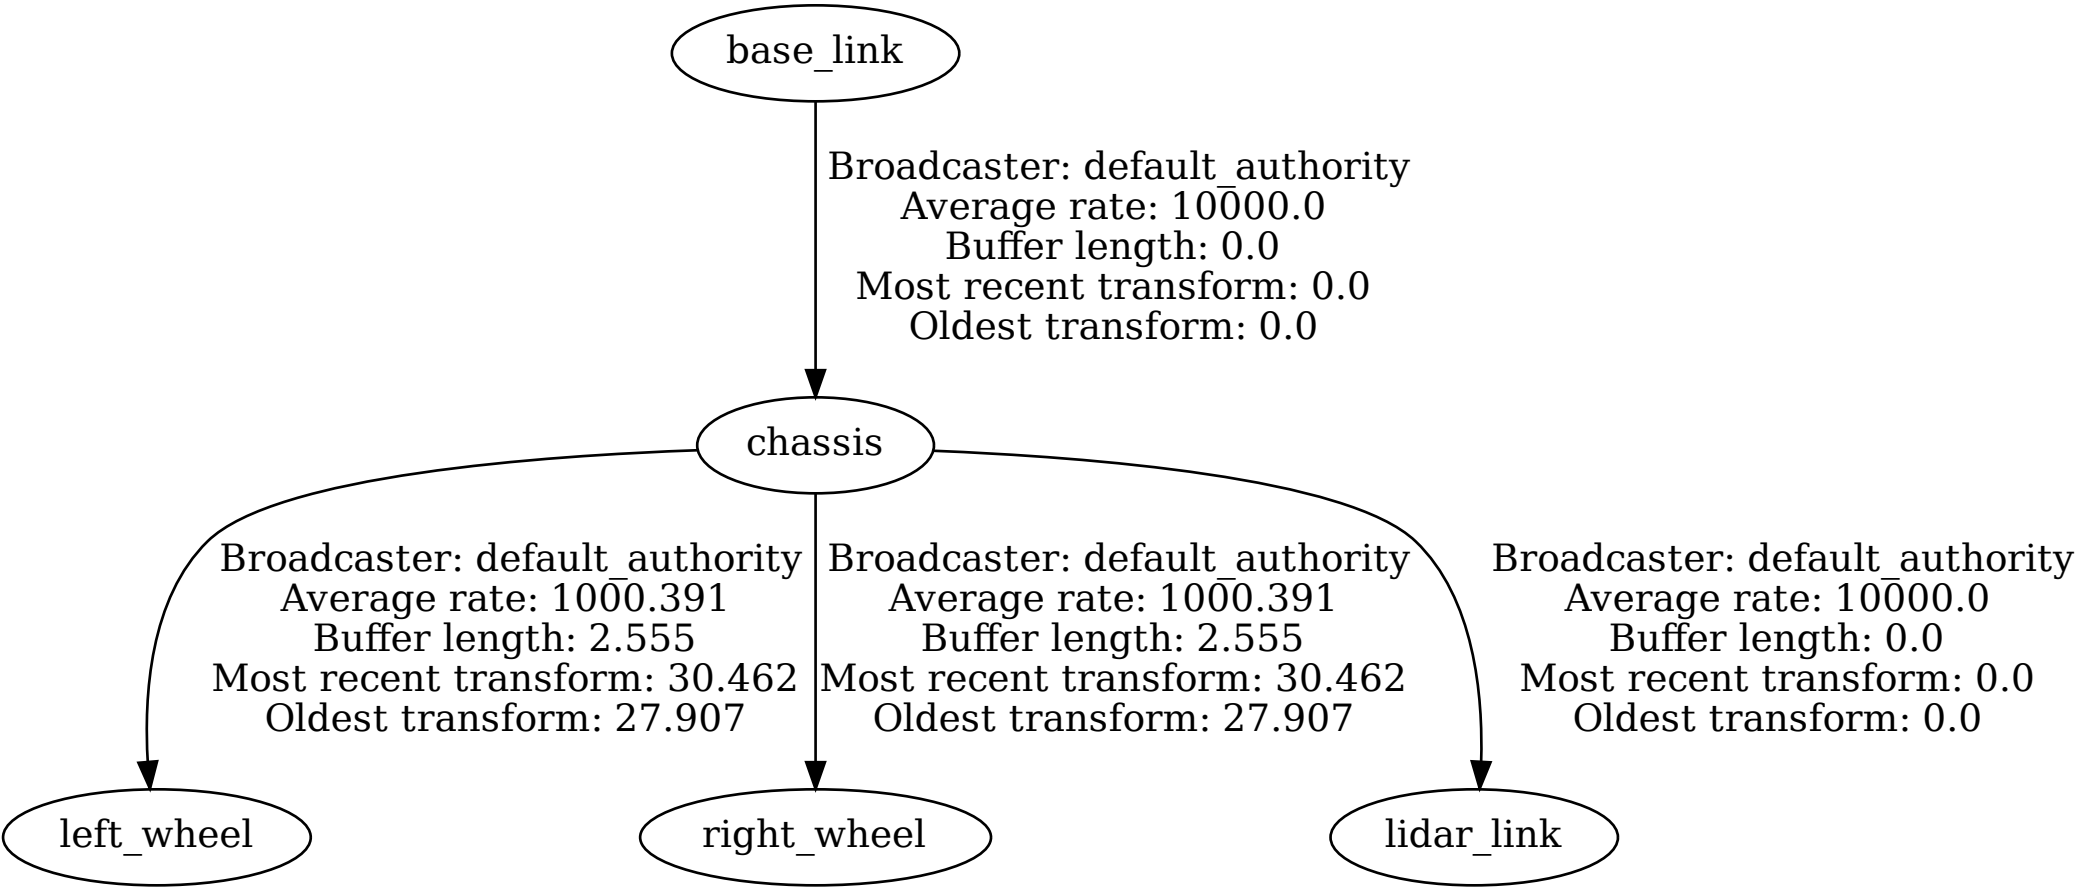 base_link
Broadcaster: default_authority
Average rate: 10000.0
Buffer length: 0.0
Most recent transform: 0.0
Oldest transform: 0.0
chassis
Broadcaster: default_authority
Average rate: 1000.391
Buffer length: 2.555
Most recent transform: 30.462
Oldest transform: 27.907
Broadcaster: default_authority
Average rate: 1000.391
Buffer length: 2.555
Most recent transform: 30.462
Oldest transform: 27.907
Broadcaster: default_authority
Average rate: 10000.0
Buffer length: 0.0
Most recent transform: 0.0
Oldest transform: 0.0
left_wheel
right_wheel
lidar_link